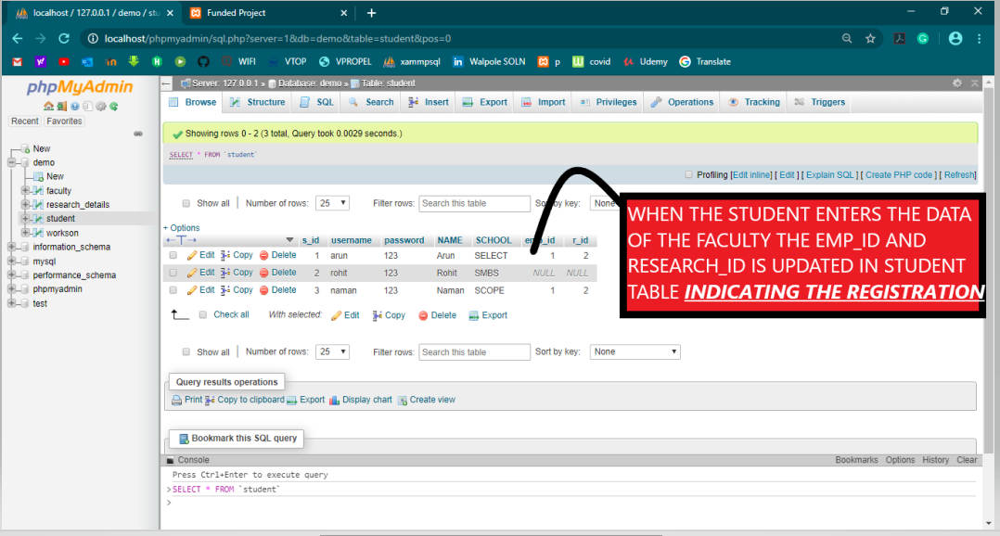 localhost / 127.0.0.1 / demo / stu
Funded Project
localhost/phpmyadmin/sql.php?server=1&db=demo&table=student&pos=0
WIFI VTOP VPROPEL xammpsql Walpole SOLN p covid Udemy Translate
phpMyAdmin
Recent Favorites
New
demo
New
faculty
research_details
student
workson
information_schema
mysql
performance_schema
phpmyadmin
test
Server: 127.0.0.1 » Database: demo » Table: student
Browse Structure SQL Search Insert Export Import Privileges Operations Tracking Triggers
Showing rows 0 - 2 (3 total, Query took 0.0029 seconds.)
SELECT * FROM `student`
Profiling [Edit inline] [ Edit ] [ Explain SQL ] [ Create PHP code ] [ Refresh]
Show all Number of rows: 25 Filter rows: Search this table Sort by key: None
+ Options
s_id username password NAME SCHOOL emp_id r_id
Edit Copy Delete 1 arun 123 Arun SELECT 1 2
Edit Copy Delete 2 rohit 123 Rohit SMBS NULL NULL
Edit Copy Delete 3 naman 123 Naman SCOPE 1 2
Check all With selected: Edit Copy Delete Export
Show all Number of rows: 25 Filter rows: Search this table Sort by key: None
Query results operations
Print Copy to clipboard Export Display chart Create view
Bookmark this SQL query
Console Bookmarks Options History Clear
Press Ctrl+Enter to execute query
>SELECT * FROM `student`
>
WHEN THE STUDENT ENTERS THE DATA
OF THE FACULTY THE EMP_ID AND
RESEARCH_ID IS UPDATED IN STUDENT
TABLE INDICATING THE REGISTRATION